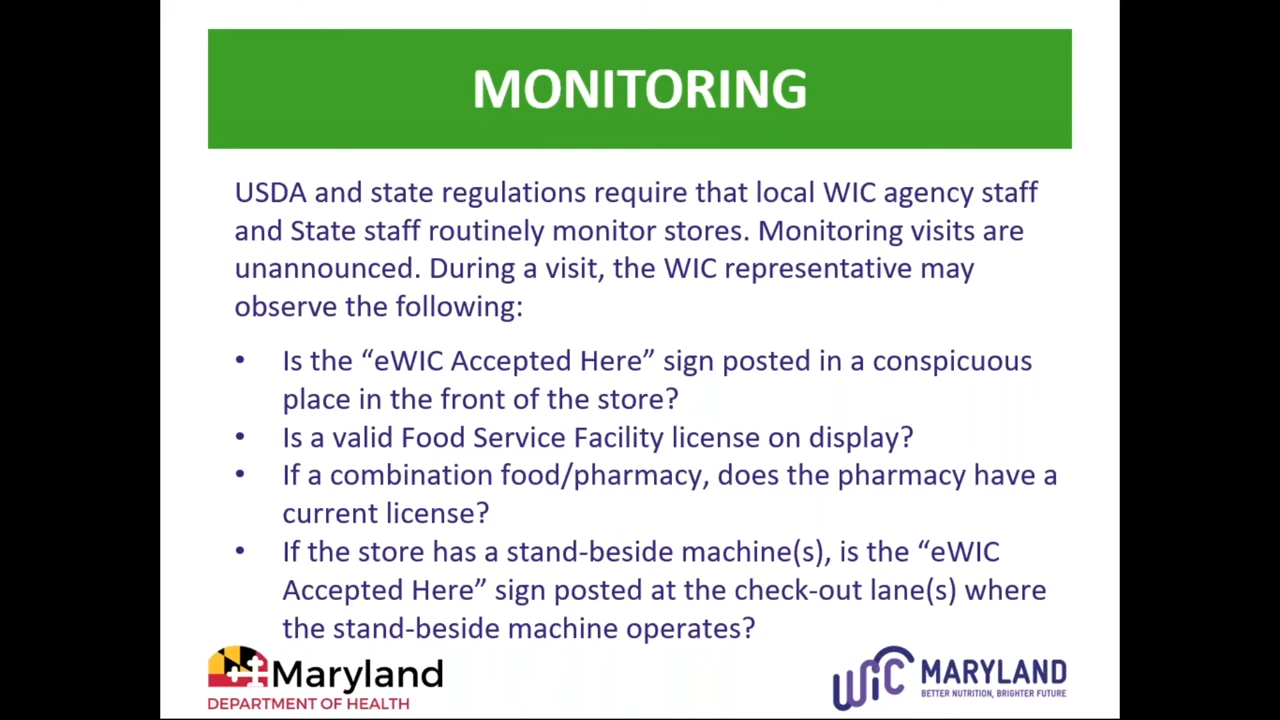 MONITORING
USDA and state regulations require that local WIC agency staff
and State staff routinely monitor stores. Monitoring visits are
unannounced. During a visit, the WIC representative may
observe the following:
• Is the “eWIC Accepted Here” sign posted in a conspicuous
place in the front of the store?
• Is a valid Food Service Facility license on display?
• If a combination food/pharmacy, does the pharmacy have a
current license?
• If the store has a stand-beside machine(s), is the “eWIC
Accepted Here” sign posted at the check-out lane(s) where
the stand-beside machine operates?
Maryland
DEPARTMENT OF HEALTH
WIC MARYLAND
BETTER NUTRITION, BRIGHTER FUTURE